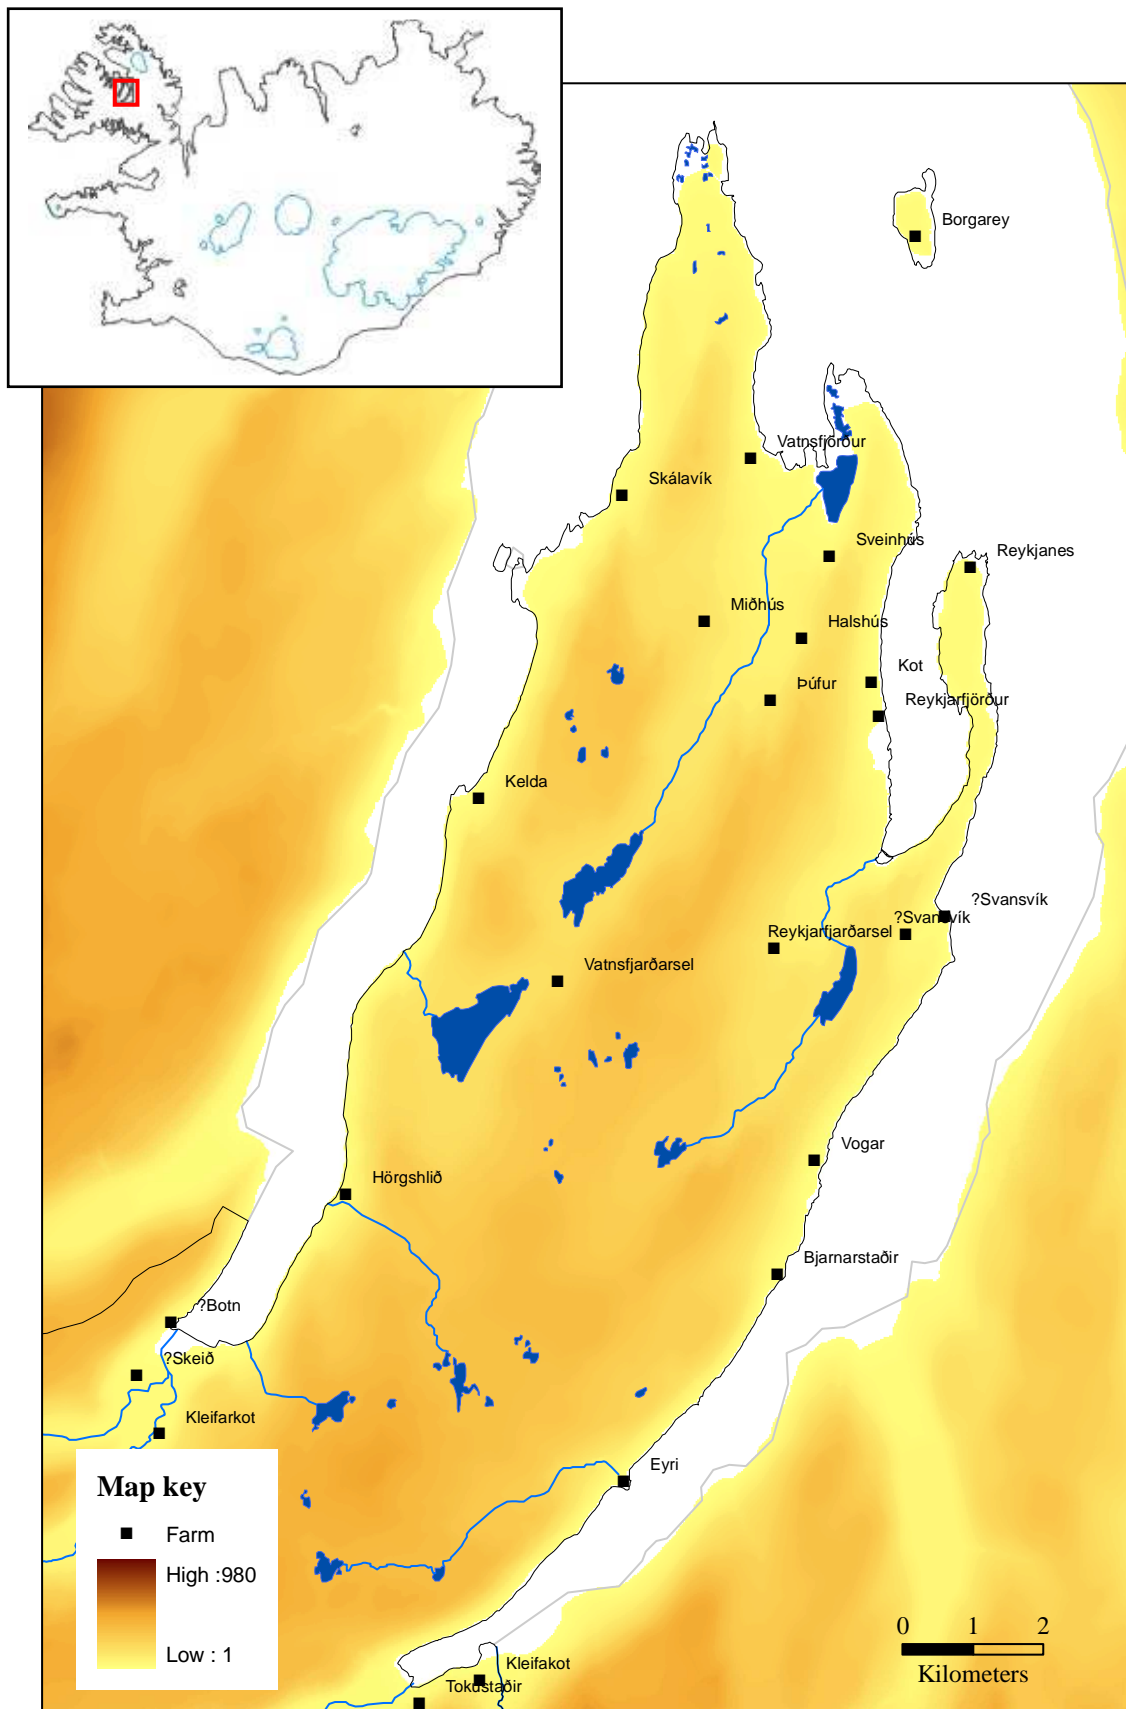 Borgarey
Vatnsfjörður
Skálavík
Sveinhús
Reykjanes
Miðhús
Halshús
Kot
Þúfur
Reykjarfjörður
Kelda
?Svansvík
?Svansvík
Reykjarfjarðarsel
Vatnsfjarðarsel
Vogar
Hörgshlið
Bjarnarstaðir
?Botn
?Skeið
Kleifarkot
Eyri
Map key
Farm
High :980
Low : 1
0 1 2
Kilometers
Kleifakot
Tokustaðir